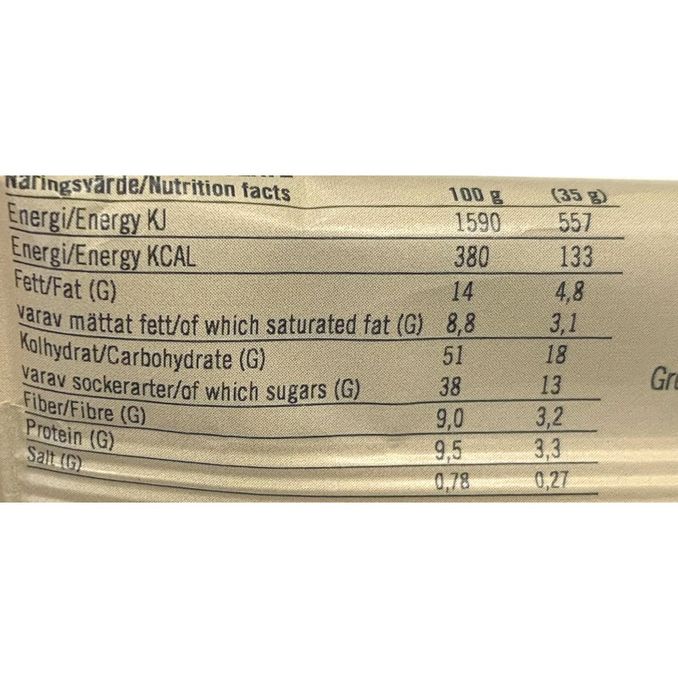 Näringsvärde/Nutrition facts 100 g (35 g)
Energi/Energy KJ 1590 557
Energi/Energy KCAL 380 133
Fett/Fat (G) 14 4,8
varav mättat fett/of which saturated fat (G) 8,8 3,1
Kolhydrat/Carbohydrate (G) 51 18
varav sockerarter/of which sugars (G) 38 13
Fiber/Fibre (G) 9,0 3,2
Protein (G) 9,5 3,3
Salt (G) 0,78 0,27